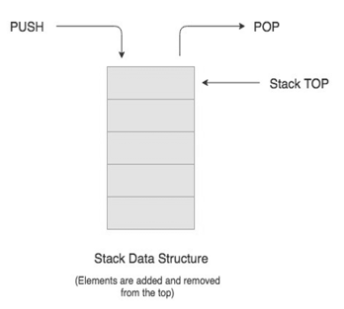 PUSH
POP
Stack TOP
Stack Data Structure
(Elements are added and removed
from the top)